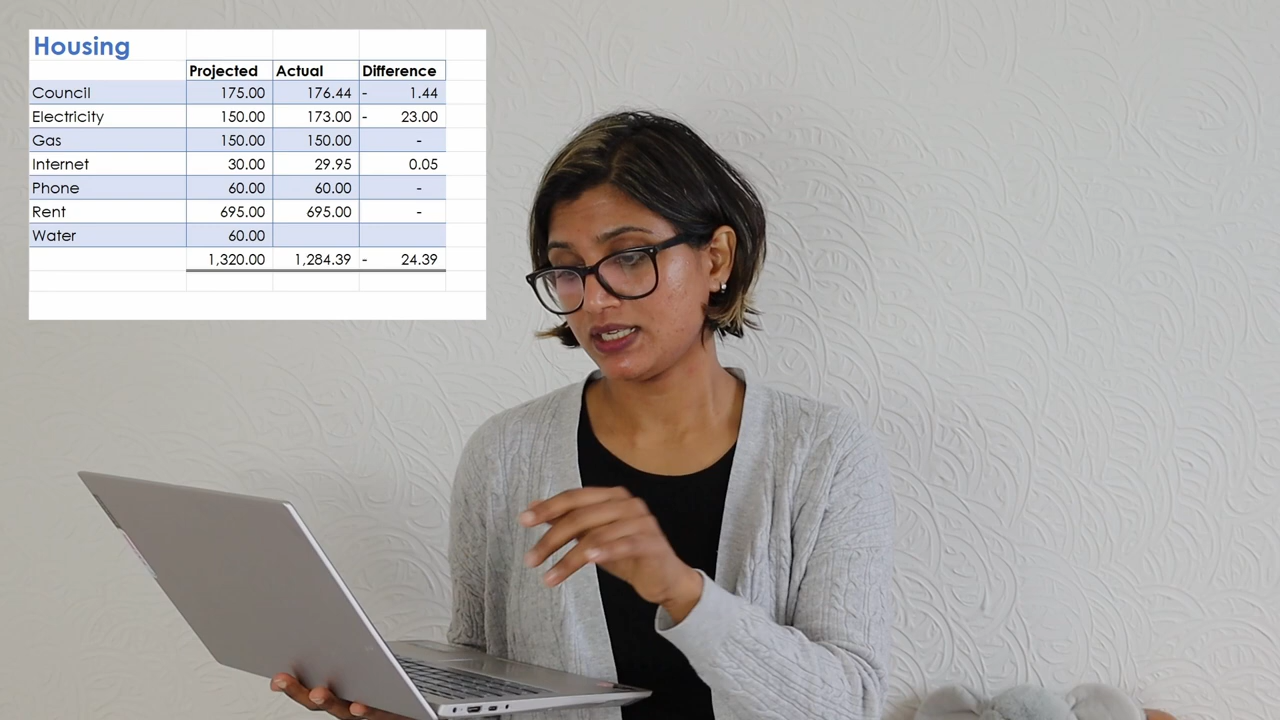 Housing
Projected Actual Difference
Council 175.00 176.44 - 1.44
Electricity 150.00 173.00 - 23.00
Gas 150.00 150.00 -
Internet 30.00 29.95 0.05
Phone 60.00 60.00 -
Rent 695.00 695.00 -
Water 60.00
1,320.00 1,284.39 - 24.39